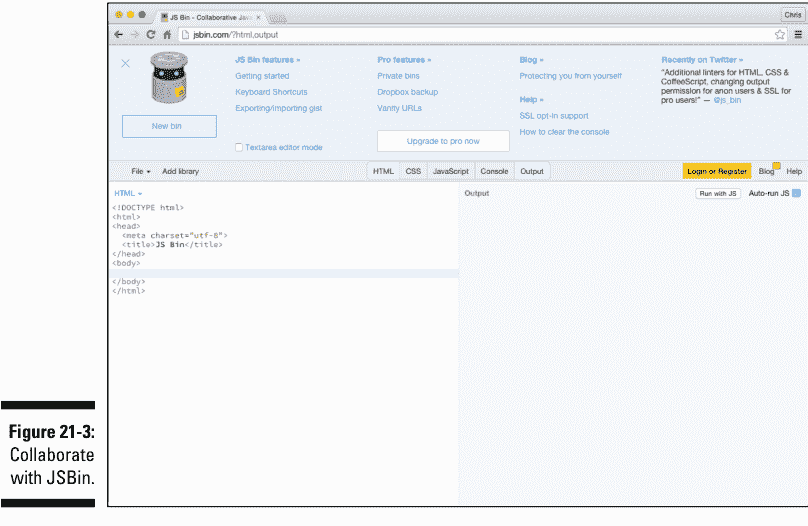 JS Bin - Collaborative Java
Chris
jsbin.com/?html,output
JS Bin features »
Getting started
Keyboard Shortcuts
Exporting/importing gist
Textarea editor mode
New bin
Pro features »
Private bins
Dropbox backup
Vanity URLs
Upgrade to pro now
Blog »
Protecting you from yourself
Help »
SSL opt-in support
How to clear the console
Recently on Twitter »
"Additional linters for HTML, CSS &
CoffeeScript, changing output
permission for anon users & SSL for
pro users!" — @js_bin
File Add library HTML CSS JavaScript Console Output Login or Register Blog Help
HTML
Output Run with JS Auto-run JS
<!DOCTYPE html>
<html>
<head>
<meta charset="utf-8">
<title>JS Bin</title>
</head>
<body>
</body>
</html>
Figure 21-3:
Collaborate
with JSBin.